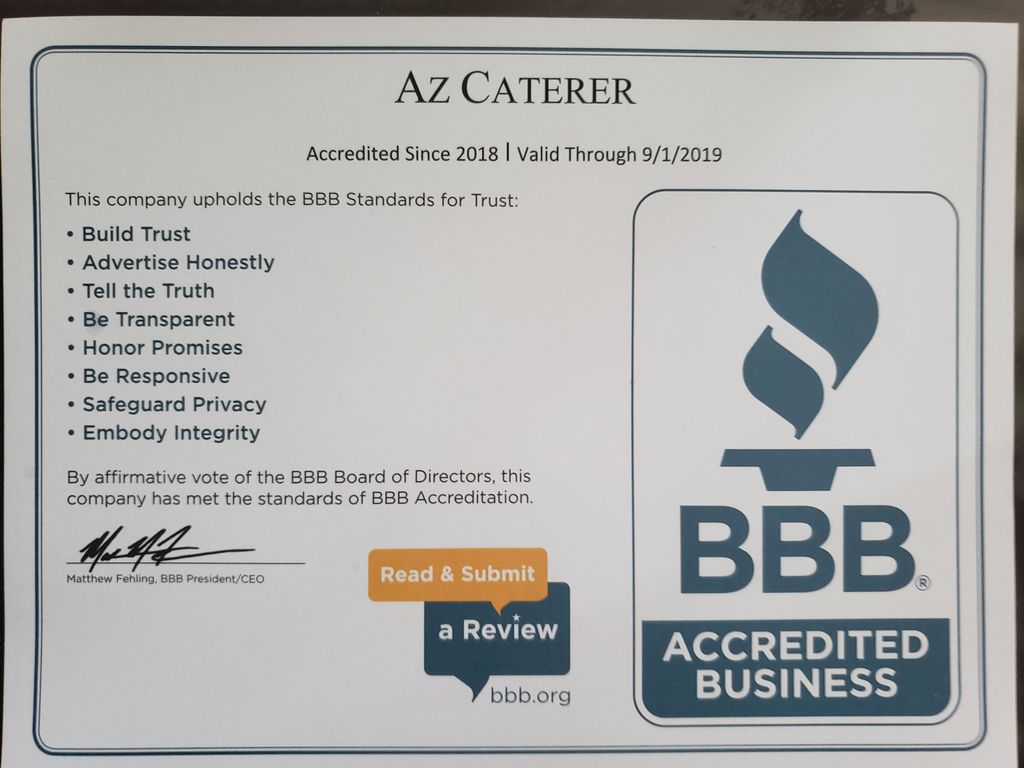 AZ CATERER
Accredited Since 2018 | Valid Through 9/1/2019
This company upholds the BBB Standards for Trust:
• Build Trust
• Advertise Honestly
• Tell the Truth
• Be Transparent
• Honor Promises
• Be Responsive
• Safeguard Privacy
• Embody Integrity
By affirmative vote of the BBB Board of Directors, this
company has met the standards of BBB Accreditation.
Matthew Fehling, BBB President/CEO
Read & Submit
a Review
bbb.org
BBB®
ACCREDITED
BUSINESS